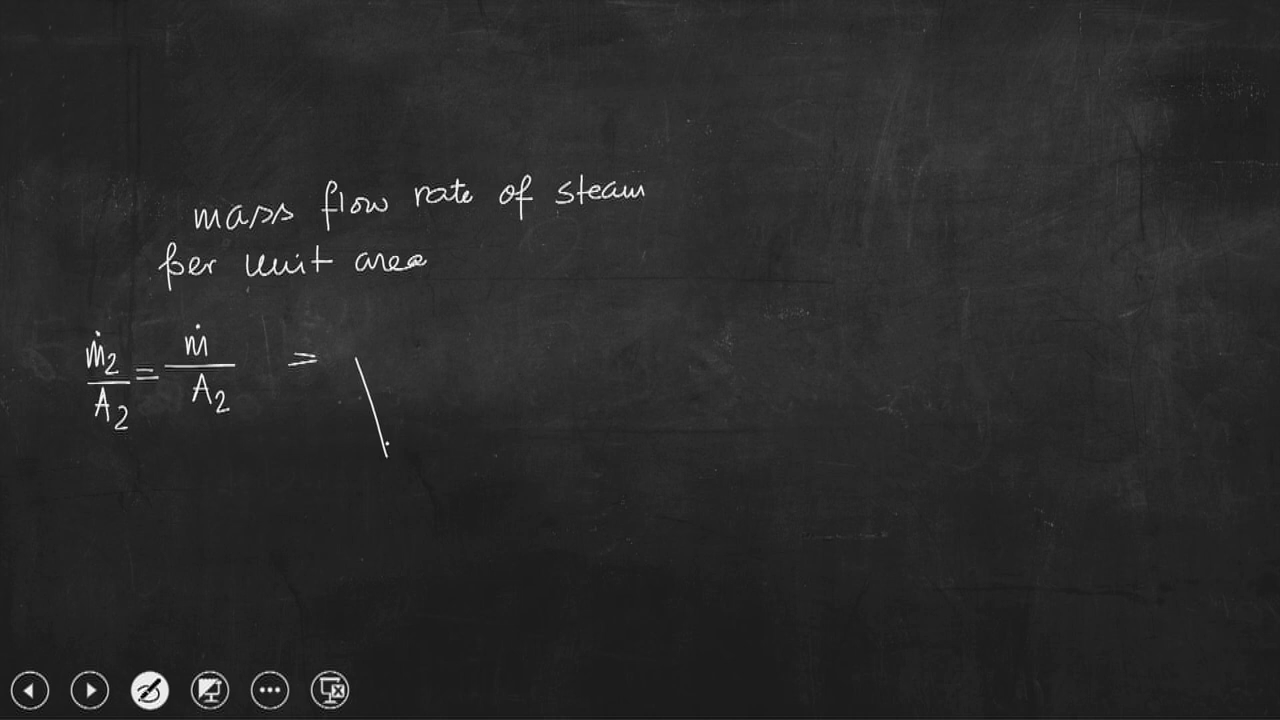 mass flow rate of steam
per unit area
ṁ₂/A₂ = ṁ/A₂ =